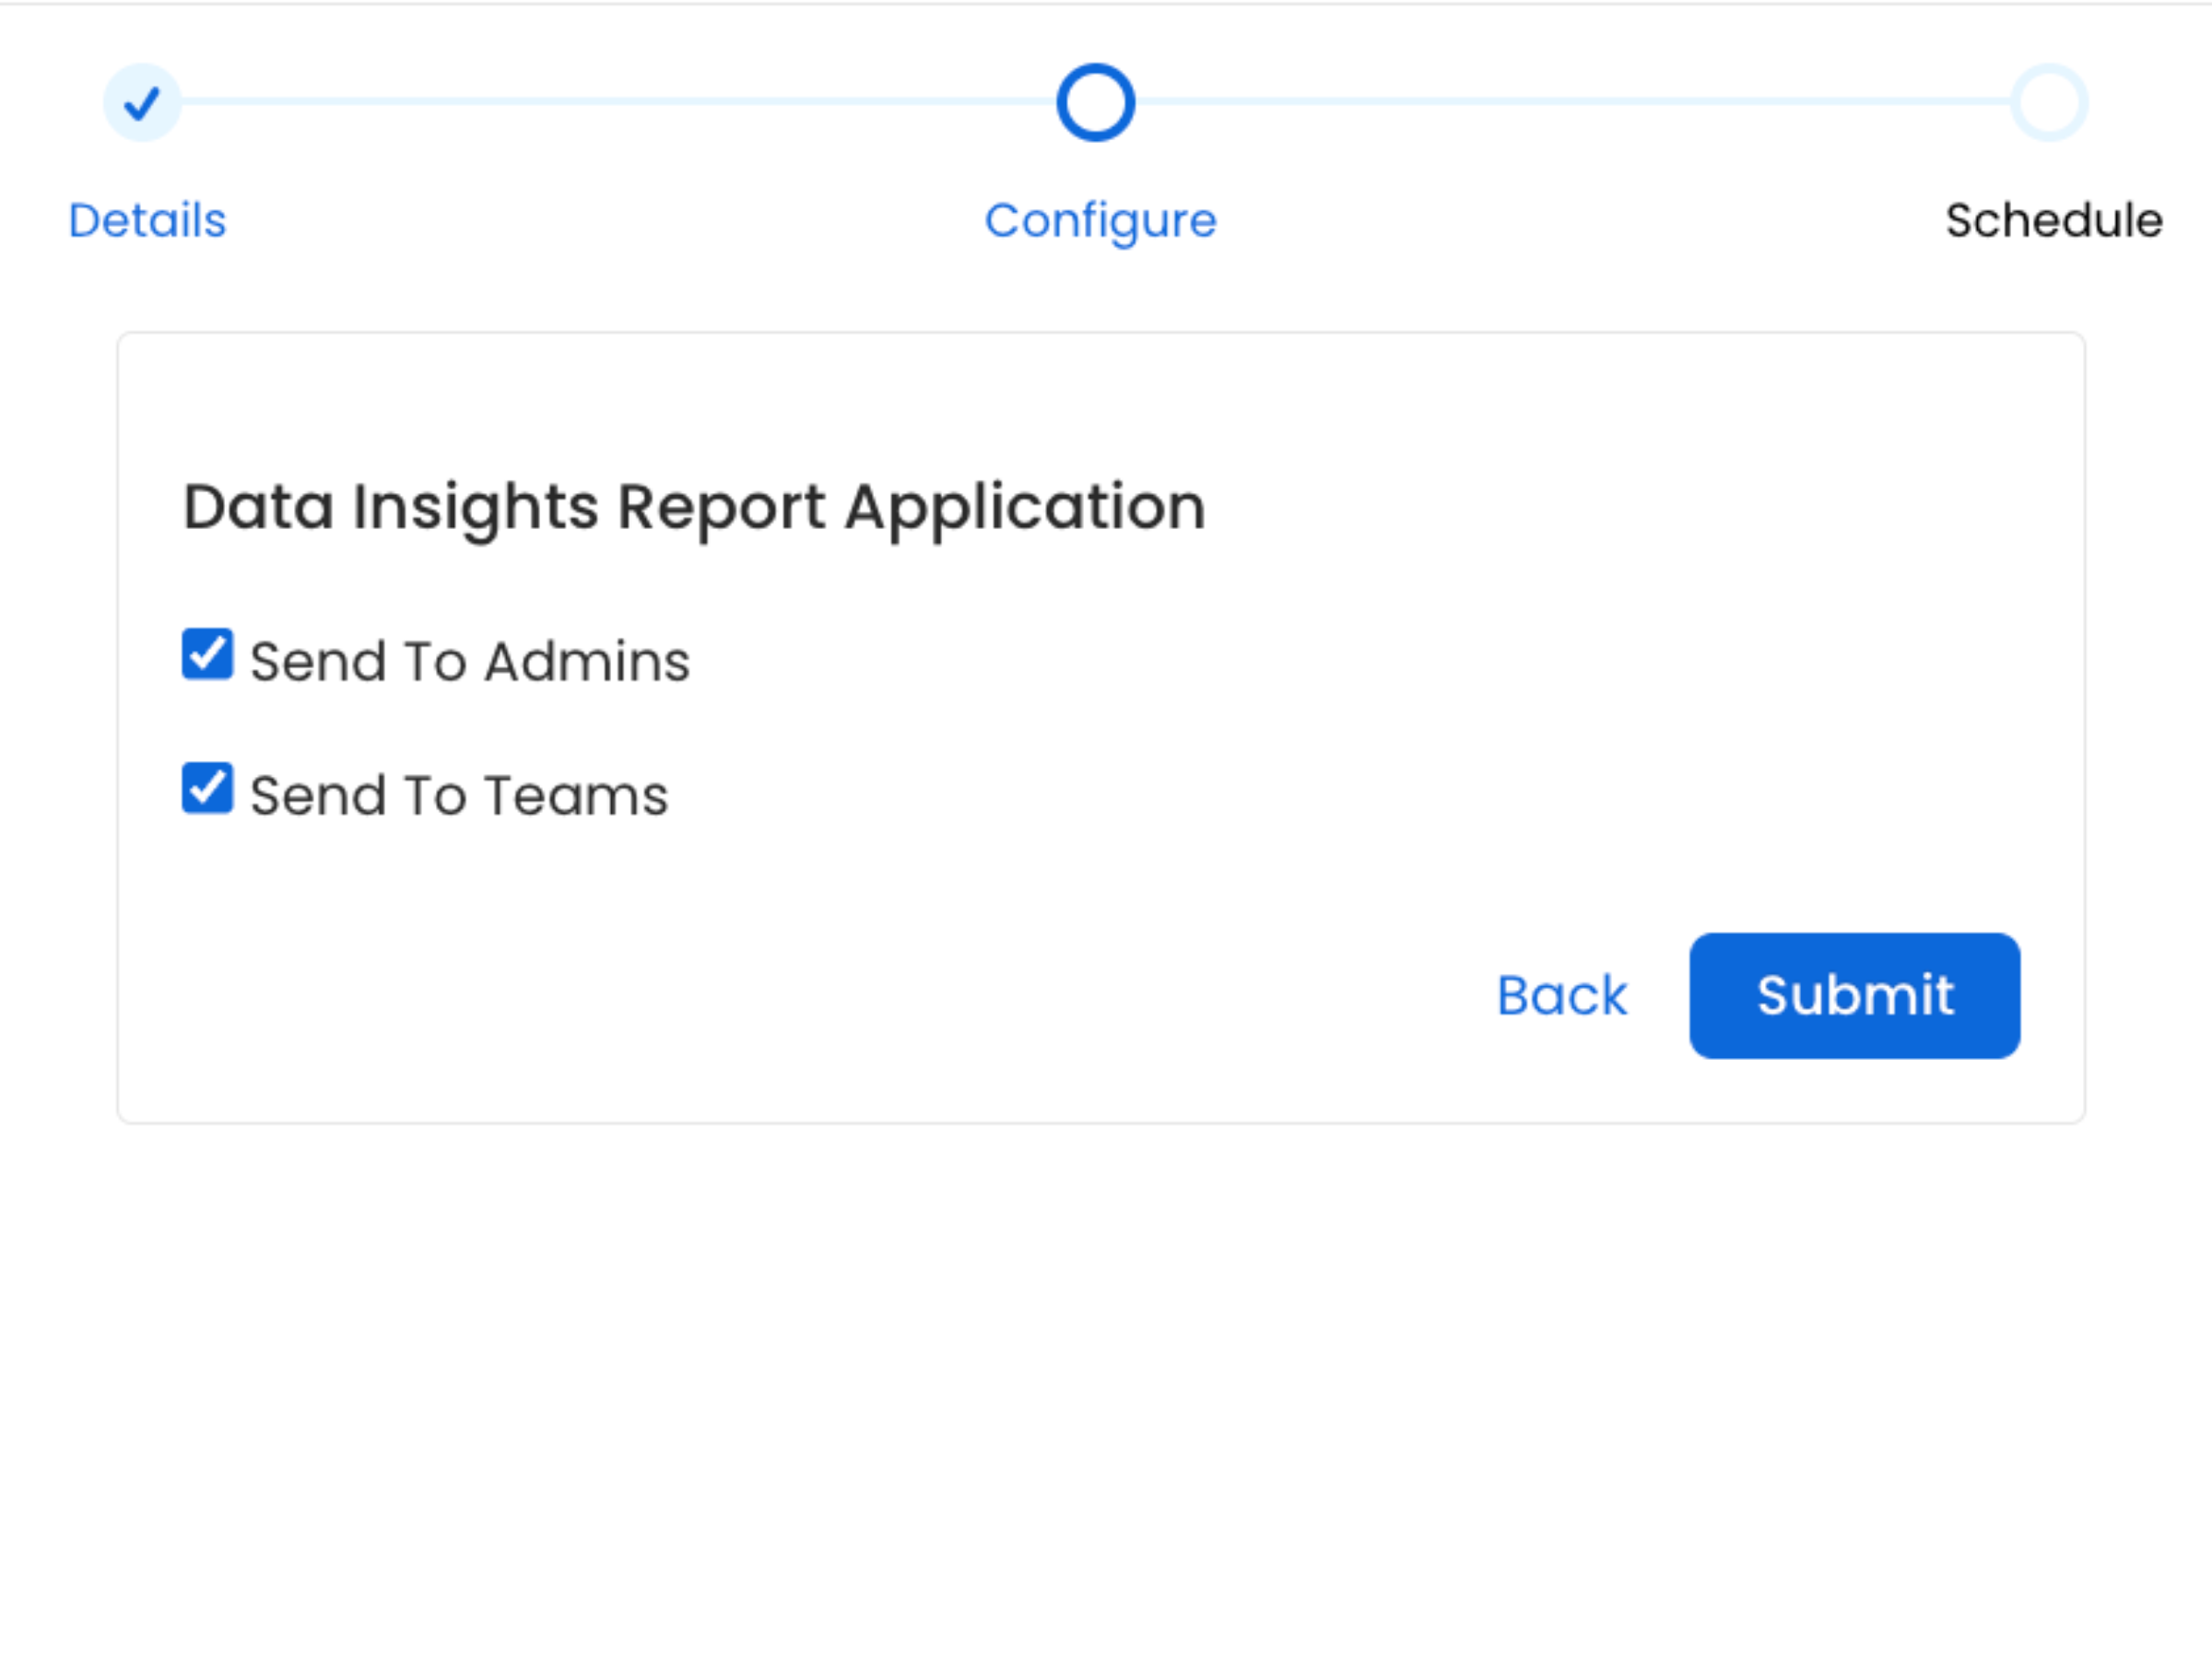 Details
Configure
Schedule
Data Insights Report Application
Send To Admins
Send To Teams
Back
Submit